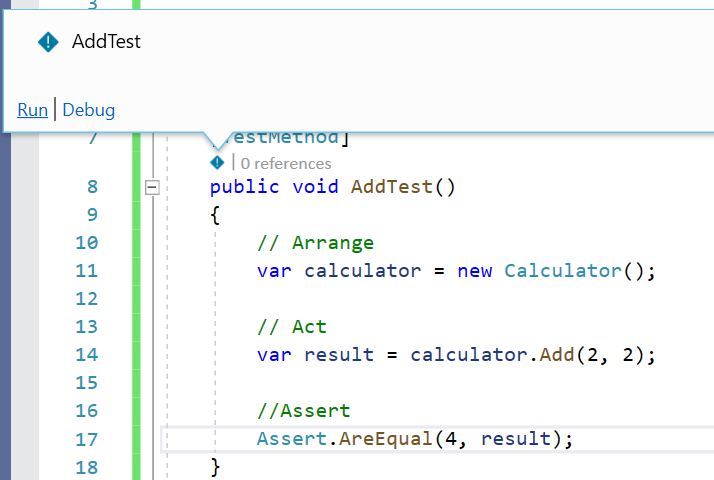 3
AddTest
Run | Debug
7 TestMethod]
| 0 references
8 public void AddTest()
9 {
10 // Arrange
11 var calculator = new Calculator();
12
13 // Act
14 var result = calculator.Add(2, 2);
15
16 //Assert
17 Assert.AreEqual(4, result);
18 }